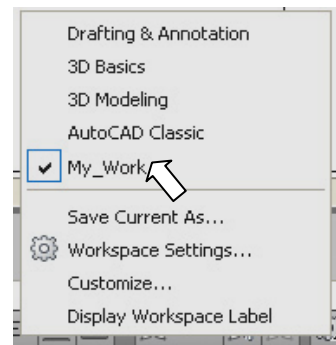 Drafting & Annotation
3D Basics
3D Modeling
AutoCAD Classic
My_Work
Save Current As...
Workspace Settings...
Customize...
Display Workspace Label